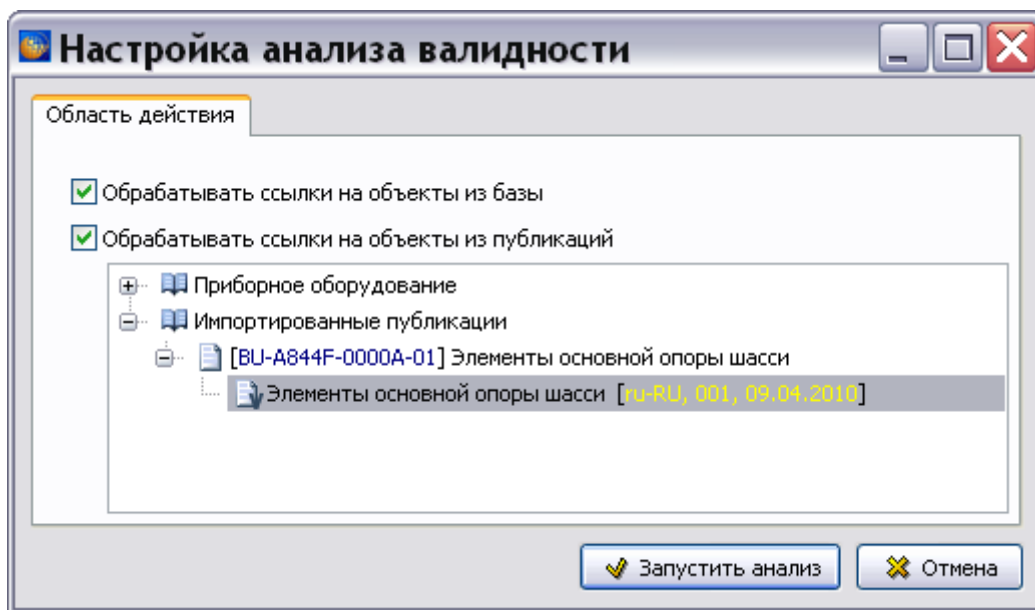 Настройка анализа валидности
Область действия
Обрабатывать ссылки на объекты из базы
Обрабатывать ссылки на объекты из публикаций
Приборное оборудование
Импортированные публикации
[BU-A844F-0000A-01] Элементы основной опоры шасси
Элементы основной опоры шасси [ru-RU, 001, 09.04.2010]
Запустить анализ Отмена